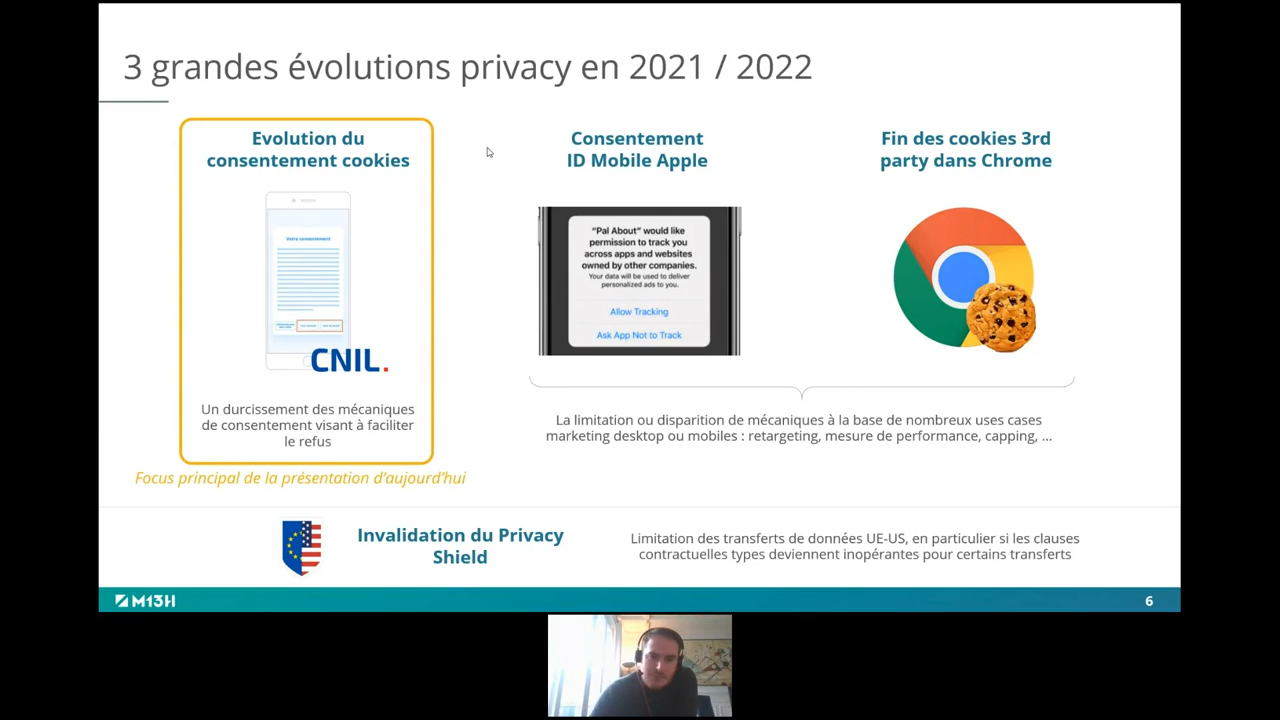 3 grandes évolutions privacy en 2021 / 2022
Evolution du
consentement cookies
Votre consentement
CNIL.
Un durcissement des mécaniques
de consentement visant à faciliter
le refus
Focus principal de la présentation d'aujourd'hui
Consentement
ID Mobile Apple
“Pal About” would like
permission to track you
across apps and websites
owned by other companies.
Your data will be used to deliver
personalized ads to you.
Allow Tracking
Ask App Not to Track
Fin des cookies 3rd
party dans Chrome
La limitation ou disparition de mécaniques à la base de nombreux uses cases
marketing desktop ou mobiles : retargeting, mesure de performance, capping, ...
Invalidation du Privacy
Shield
Limitation des transferts de données UE-US, en particulier si les clauses
contractuelles types deviennent inopérantes pour certains transferts
M13H
6